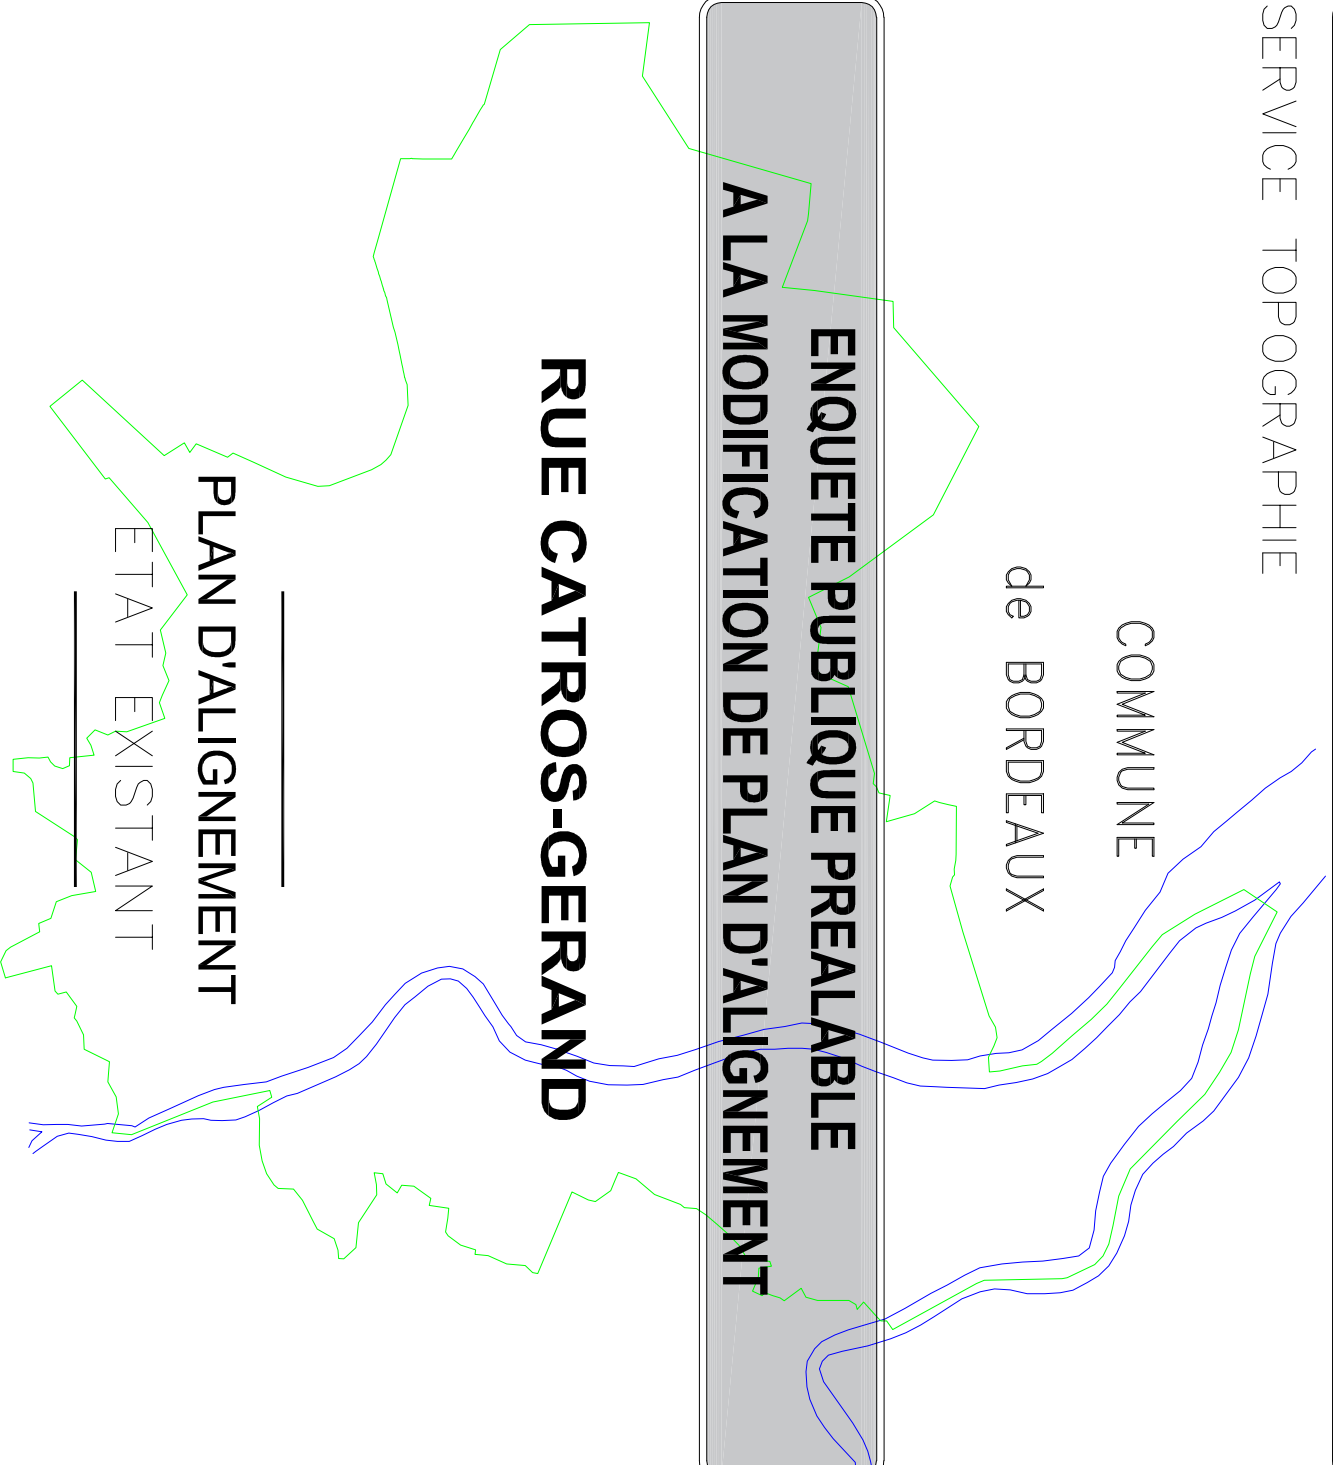 SERVICE TOPOGRAPHIE
COMMUNE
de BORDEAUX
ENQUETE PUBLIQUE PREALABLE
A LA MODIFICATION DE PLAN D'ALIGNEMENT
RUE CATROS-GERAND
PLAN D'ALIGNEMENT
ETAT EXISTANT